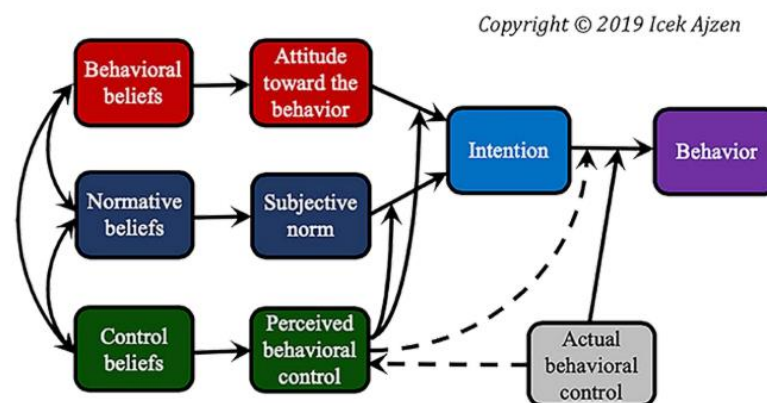 Copyright © 2019 Icek Ajzen
Behavioral
beliefs
Attitude
toward the
behavior
Intention
Behavior
Normative
beliefs
Subjective
norm
Control
beliefs
Perceived
behavioral
control
Actual
behavioral
control